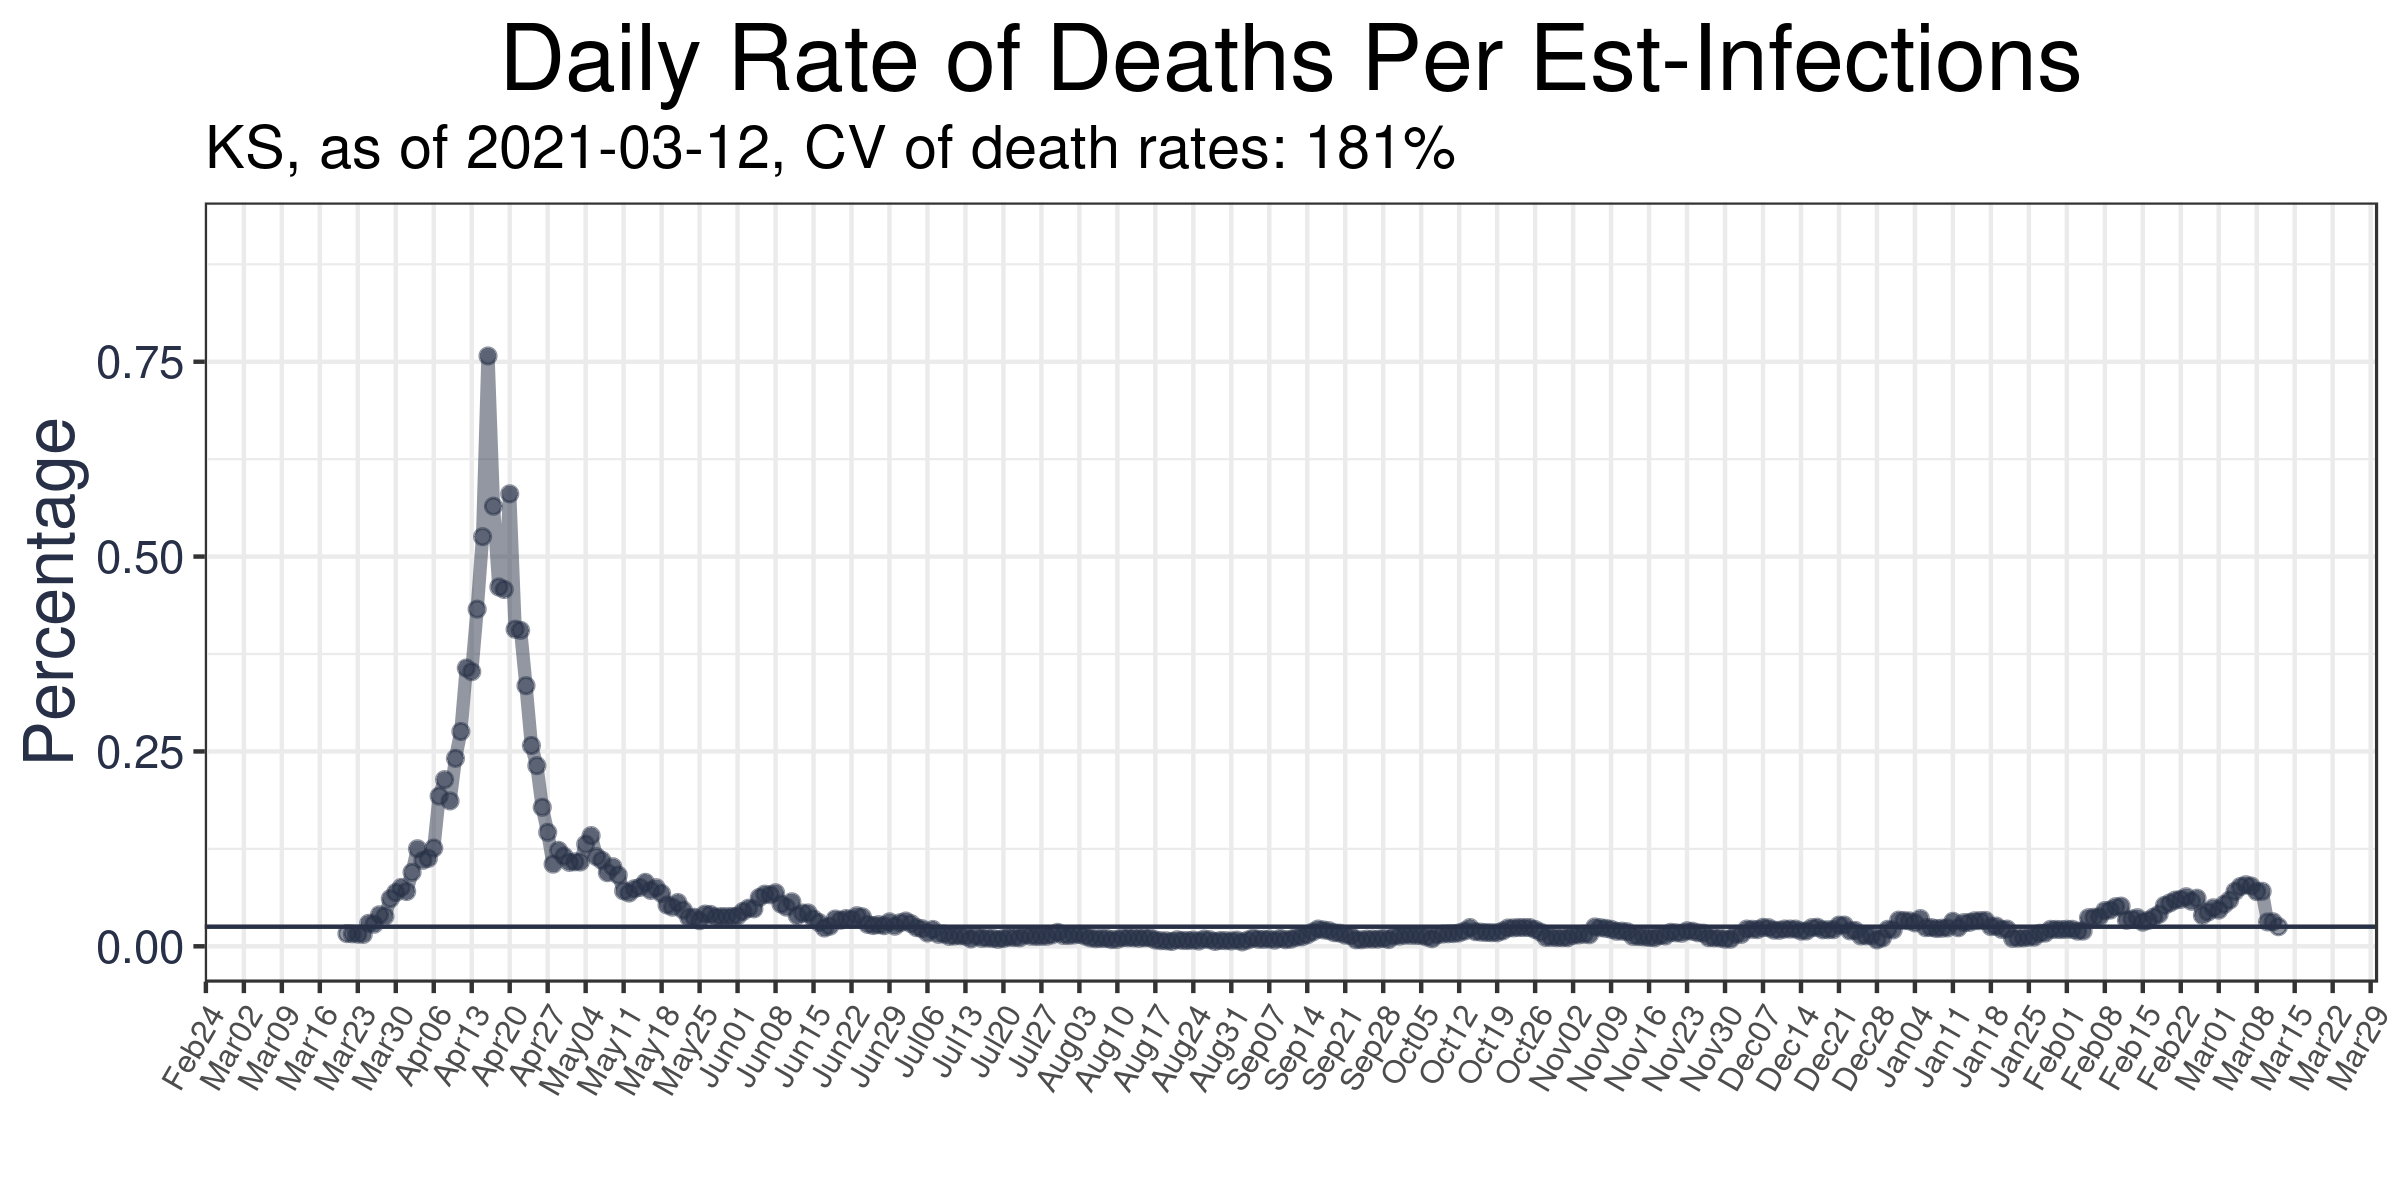 Daily Rate of Deaths Per Est-Infections
KS, as of 2021-03-12, CV of death rates: 181%
Percentage
0.75
0.50
0.25
0.00
Feb24
Mar02
Mar09
Mar16
Mar23
Mar30
Apr06
Apr13
Apr20
Apr27
May04
May11
May18
May25
Jun01
Jun08
Jun15
Jun22
Jun29
Jul06
Jul13
Jul20
Jul27
Aug03
Aug10
Aug17
Aug24
Aug31
Sep07
Sep14
Sep21
Sep28
Oct05
Oct12
Oct19
Oct26
Nov02
Nov09
Nov16
Nov23
Nov30
Dec07
Dec14
Dec21
Dec28
Jan04
Jan11
Jan18
Jan25
Feb01
Feb08
Feb15
Feb22
Mar01
Mar08
Mar15
Mar22
Mar29